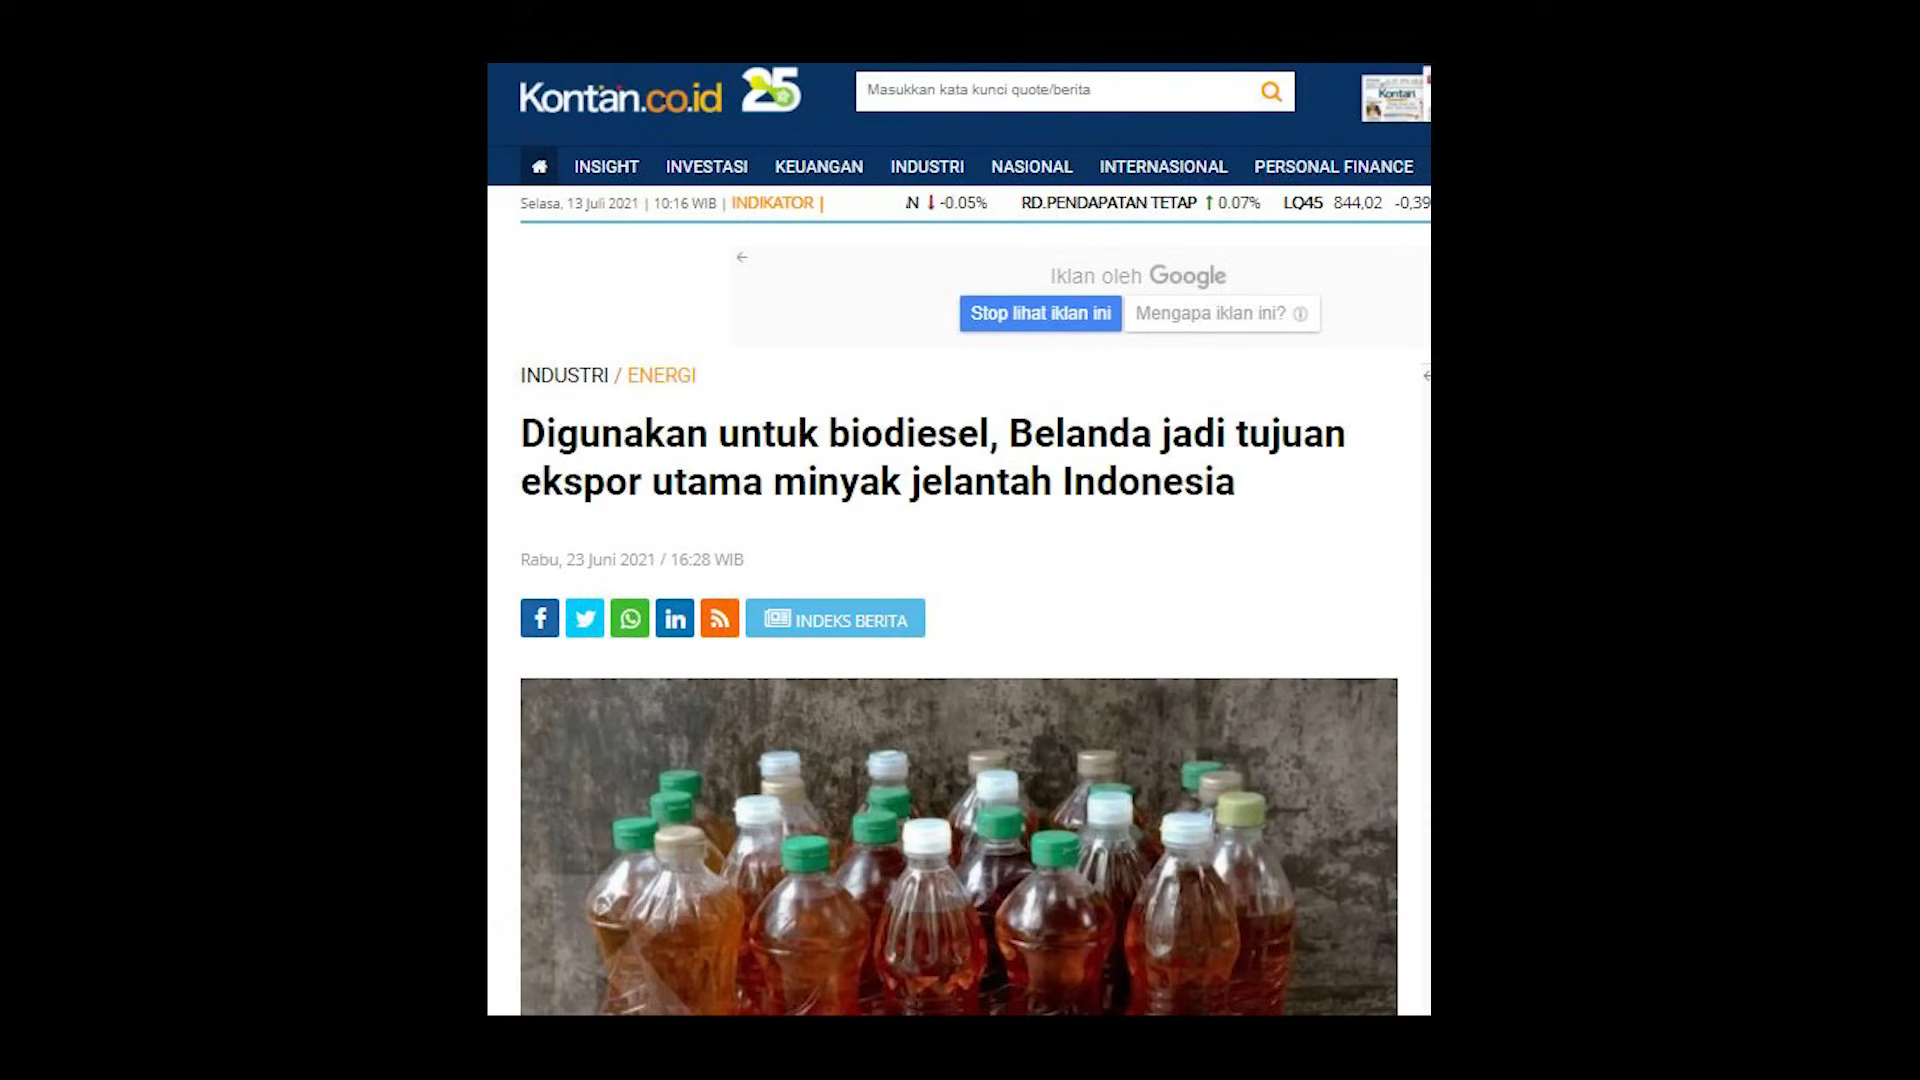 Kontan.co.id 25
Masukkan kata kunci quote/berita
Kontan
INSIGHT INVESTASI KEUANGAN INDUSTRI NASIONAL INTERNASIONAL PERSONAL FINANCE
Selasa, 13 Juli 2021 | 10:16 WIB | INDIKATOR | .N -0.05% RD.PENDAPATAN TETAP 0.07% LQ45 844,02 -0,39
Iklan oleh Google
Stop lihat iklan ini Mengapa iklan ini?
INDUSTRI / ENERGI
Digunakan untuk biodiesel, Belanda jadi tujuan
ekspor utama minyak jelantah Indonesia
Rabu, 23 Juni 2021 / 16:28 WIB
INDEKS BERITA